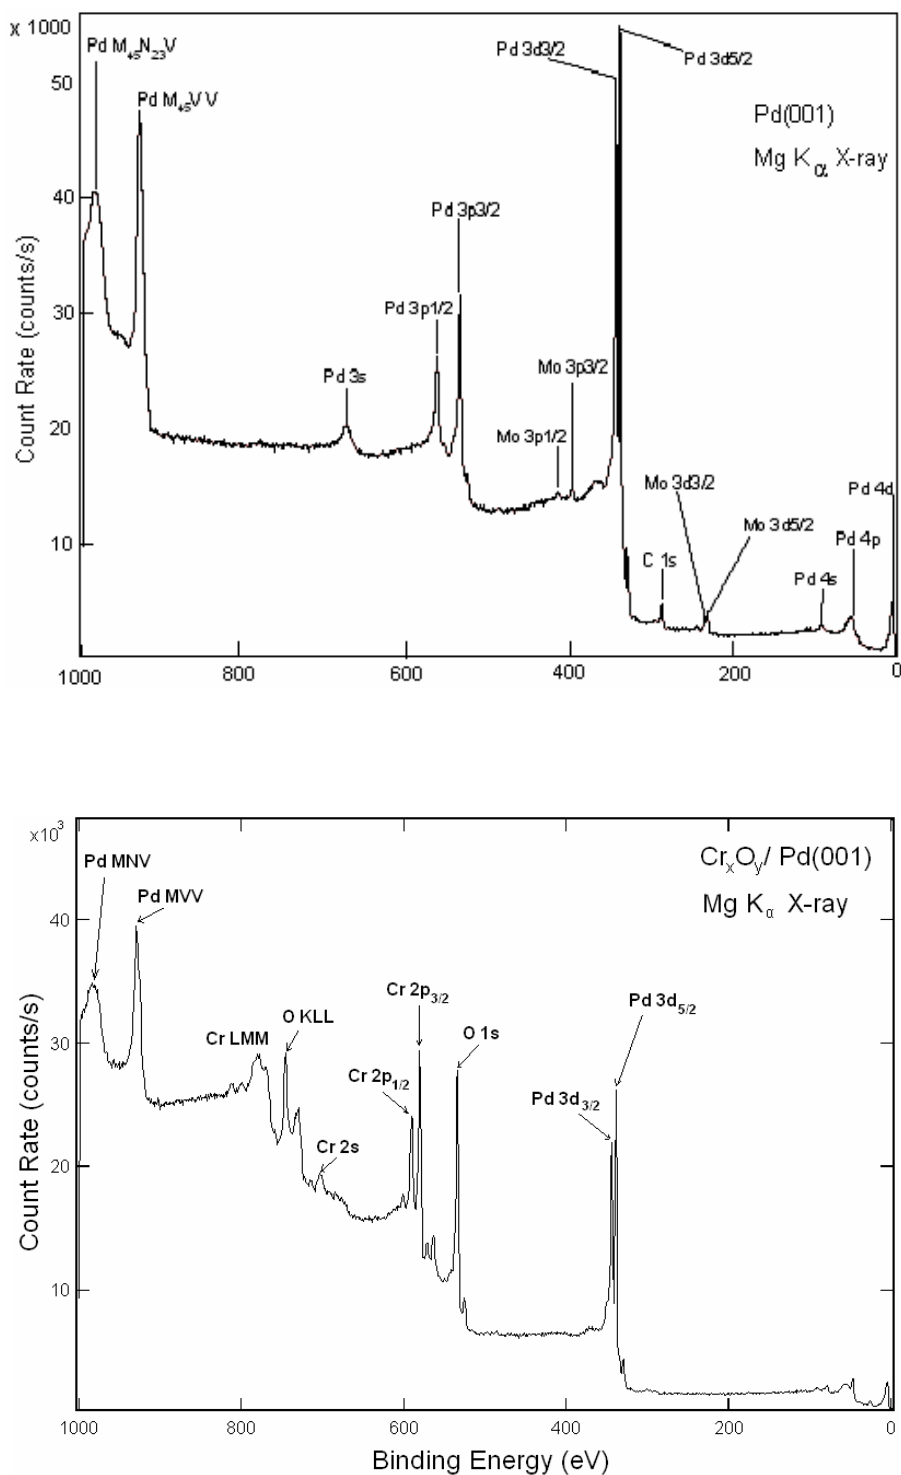 x 1000
Pd M₄₅N₂₃V
Pd M₄₅V V
Pd 3d3/2
Pd 3d5/2
50
Pd(001)
Mg K α X-ray
40
Pd 3p3/2
Pd 3p1/2
30
Mo 3p3/2
Pd 3s
20
Mo 3p1/2
Mo 3d3/2
Pd 4d
Mo 3d5/2
10
C 1s
Pd 4p
Pd 4s
Count Rate (counts/s)
1000 800 600 400 200 0
x10³
CrₓOᵧ/ Pd(001)
Pd MNV
Pd MVV
Mg Kα X-ray
40
Cr 2p₃/₂
Pd 3d₅/₂
O KLL
30
Cr LMM
O 1s
Cr 2p₁/₂
Pd 3d₃/₂
Cr 2s
20
10
Count Rate (counts/s)
1000 800 600 400 200 0
Binding Energy (eV)